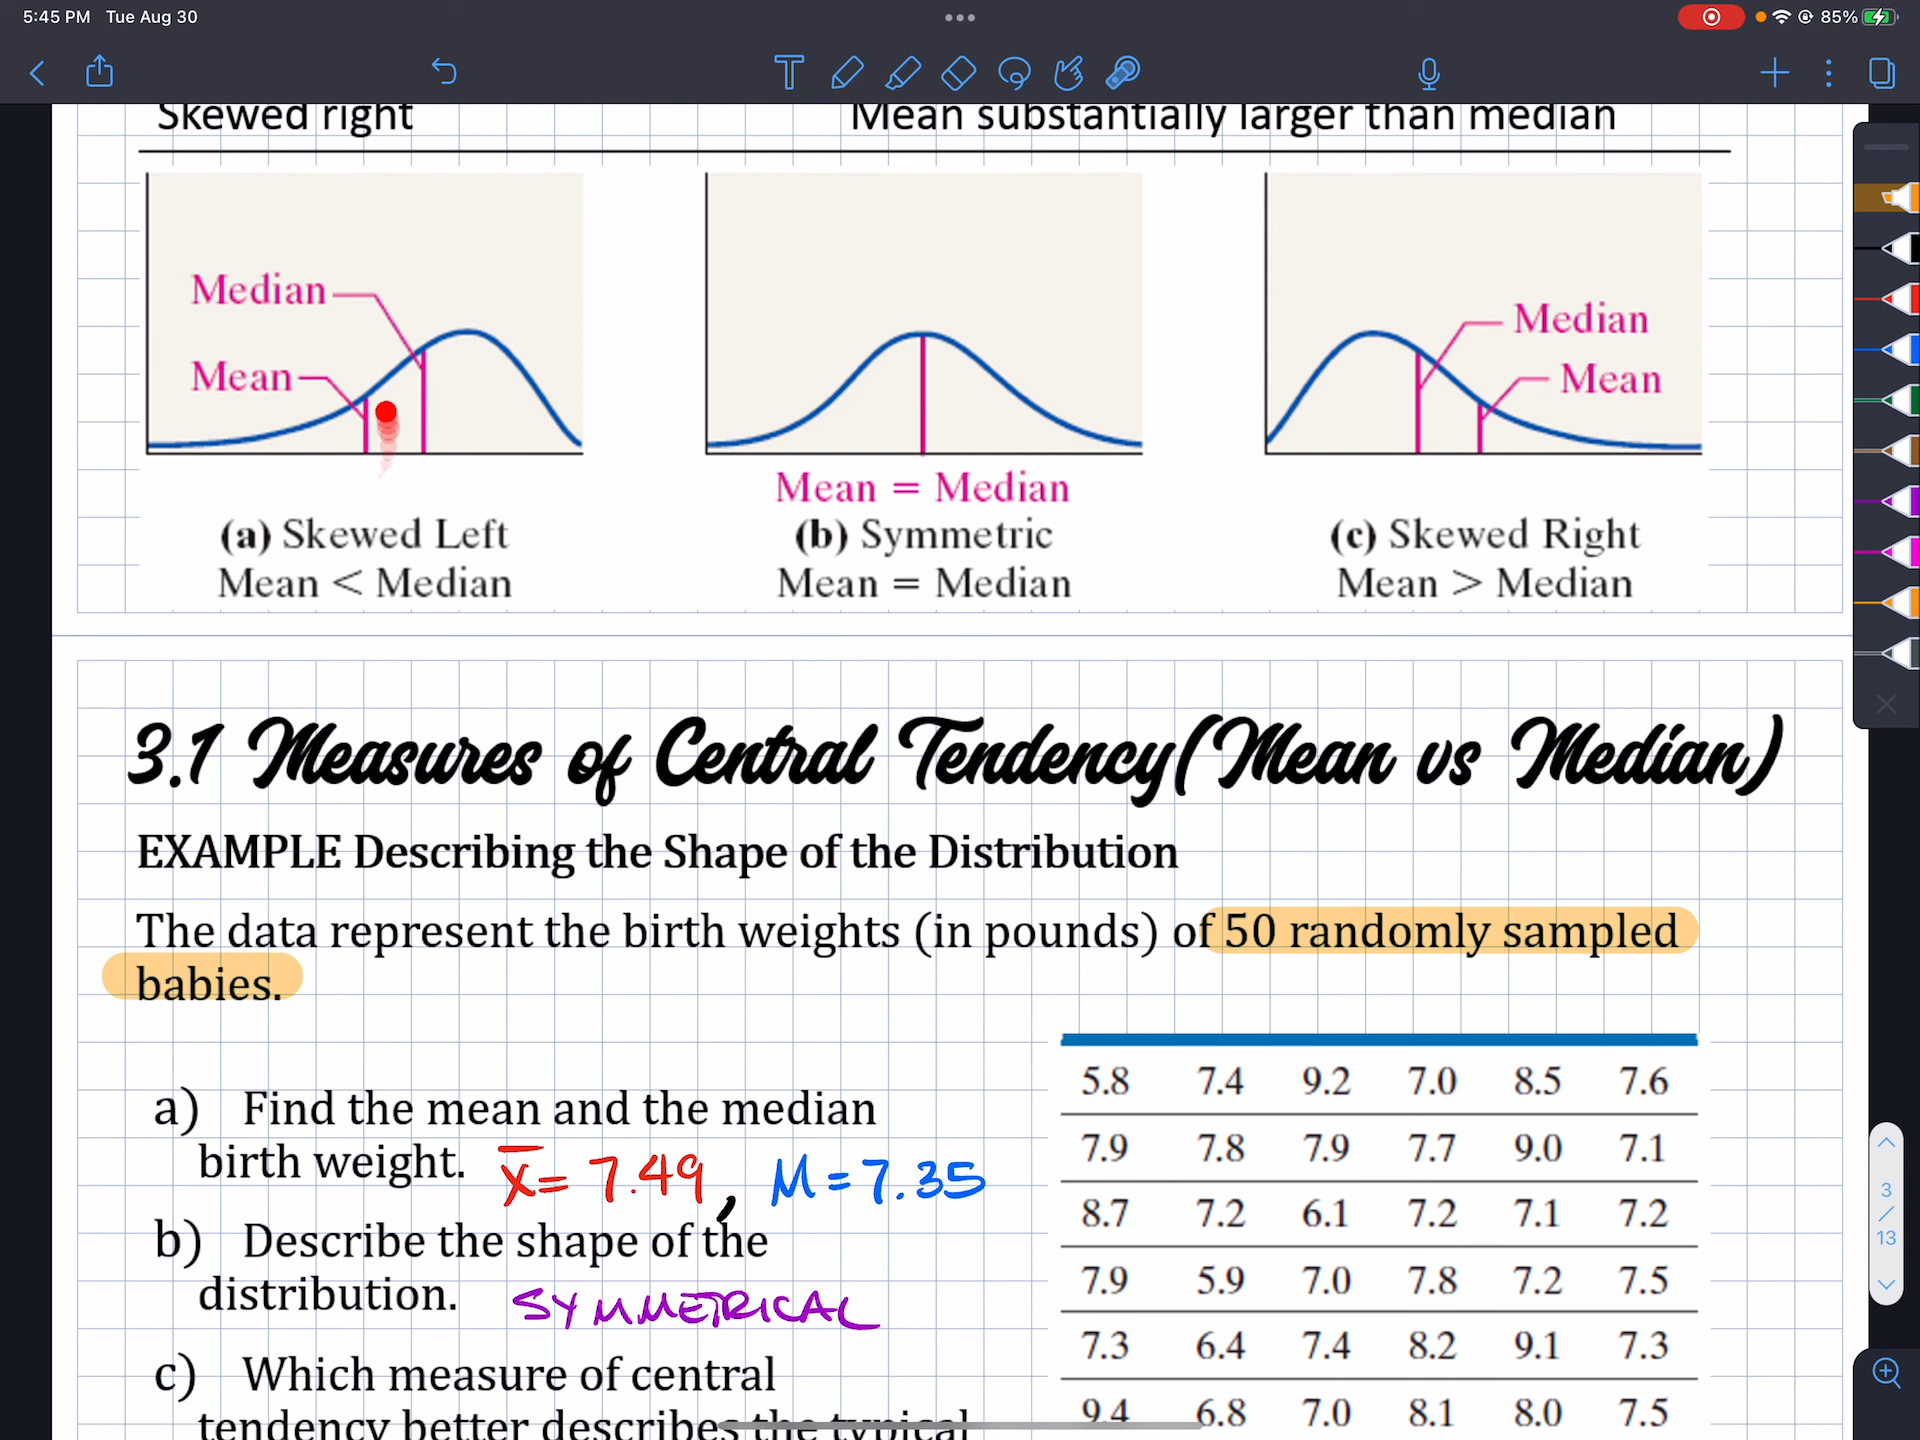 5:45 PM Tue Aug 30
85%
Skewed right Mean substantially larger than median
Median
Mean
Median
Mean
Mean = Median
(a) Skewed Left
Mean < Median
(b) Symmetric
Mean = Median
(c) Skewed Right
Mean > Median
3.1 Measures of Central Tendency(Mean vs Median)
EXAMPLE Describing the Shape of the Distribution
The data represent the birth weights (in pounds) of 50 randomly sampled
babies.
a) Find the mean and the median
birth weight. x̄ = 7.49, M = 7.35
b) Describe the shape of the
distribution. SYMMETRICAL
c) Which measure of central
tendency better describes the typical
5.8 7.4 9.2 7.0 8.5 7.6
7.9 7.8 7.9 7.7 9.0 7.1
8.7 7.2 6.1 7.2 7.1 7.2
7.9 5.9 7.0 7.8 7.2 7.5
7.3 6.4 7.4 8.2 9.1 7.3
9.4 6.8 7.0 8.1 8.0 7.5
3
/
13